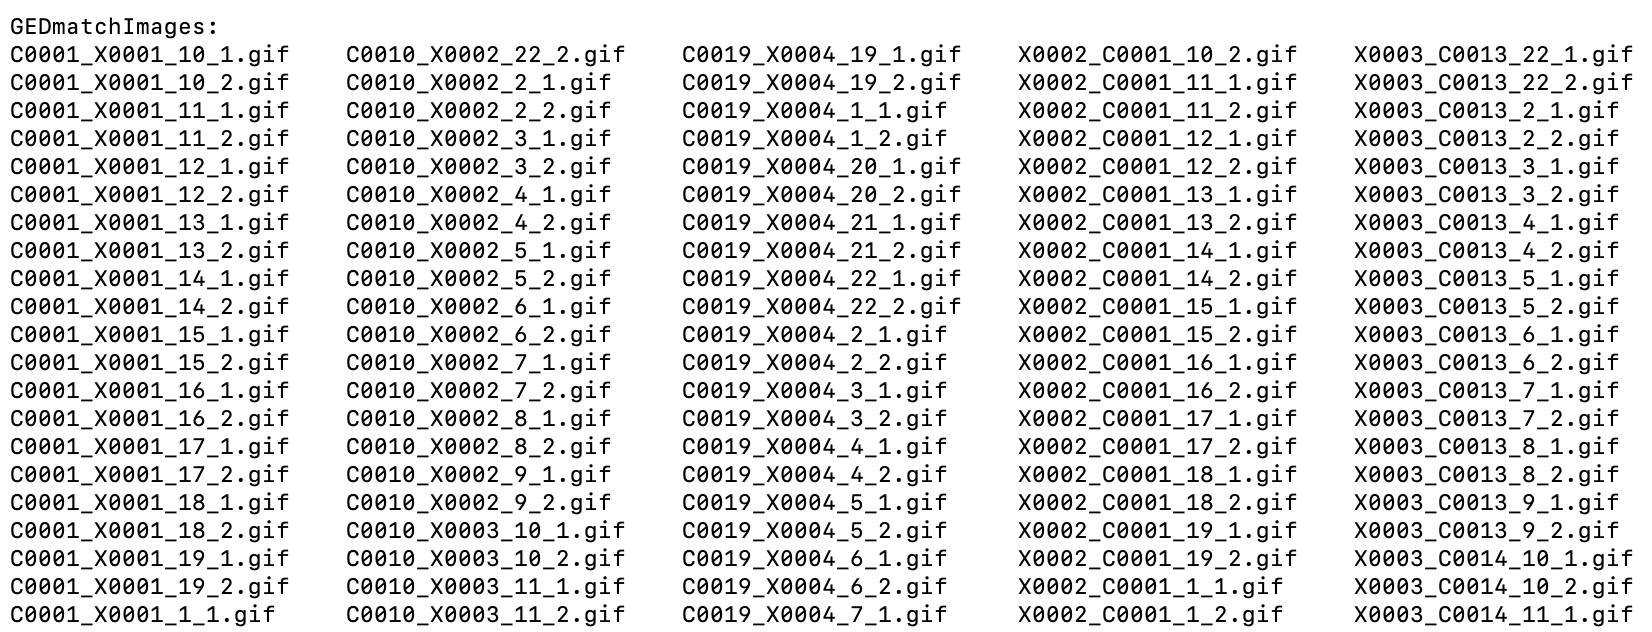 GEDmatchImages:
C0001_X0001_10_1.gif    C0010_X0002_22_2.gif    C0019_X0004_19_1.gif    X0002_C0001_10_2.gif    X0003_C0013_22_1.gif
C0001_X0001_10_2.gif    C0010_X0002_2_1.gif     C0019_X0004_19_2.gif    X0002_C0001_11_1.gif    X0003_C0013_22_2.gif
C0001_X0001_11_1.gif    C0010_X0002_2_2.gif     C0019_X0004_1_1.gif     X0002_C0001_11_2.gif    X0003_C0013_2_1.gif
C0001_X0001_11_2.gif    C0010_X0002_3_1.gif     C0019_X0004_1_2.gif     X0002_C0001_12_1.gif    X0003_C0013_2_2.gif
C0001_X0001_12_1.gif    C0010_X0002_3_2.gif     C0019_X0004_20_1.gif    X0002_C0001_12_2.gif    X0003_C0013_3_1.gif
C0001_X0001_12_2.gif    C0010_X0002_4_1.gif     C0019_X0004_20_2.gif    X0002_C0001_13_1.gif    X0003_C0013_3_2.gif
C0001_X0001_13_1.gif    C0010_X0002_4_2.gif     C0019_X0004_21_1.gif    X0002_C0001_13_2.gif    X0003_C0013_4_1.gif
C0001_X0001_13_2.gif    C0010_X0002_5_1.gif     C0019_X0004_21_2.gif    X0002_C0001_14_1.gif    X0003_C0013_4_2.gif
C0001_X0001_14_1.gif    C0010_X0002_5_2.gif     C0019_X0004_22_1.gif    X0002_C0001_14_2.gif    X0003_C0013_5_1.gif
C0001_X0001_14_2.gif    C0010_X0002_6_1.gif     C0019_X0004_22_2.gif    X0002_C0001_15_1.gif    X0003_C0013_5_2.gif
C0001_X0001_15_1.gif    C0010_X0002_6_2.gif     C0019_X0004_2_1.gif     X0002_C0001_15_2.gif    X0003_C0013_6_1.gif
C0001_X0001_15_2.gif    C0010_X0002_7_1.gif     C0019_X0004_2_2.gif     X0002_C0001_16_1.gif    X0003_C0013_6_2.gif
C0001_X0001_16_1.gif    C0010_X0002_7_2.gif     C0019_X0004_3_1.gif     X0002_C0001_16_2.gif    X0003_C0013_7_1.gif
C0001_X0001_16_2.gif    C0010_X0002_8_1.gif     C0019_X0004_3_2.gif     X0002_C0001_17_1.gif    X0003_C0013_7_2.gif
C0001_X0001_17_1.gif    C0010_X0002_8_2.gif     C0019_X0004_4_1.gif     X0002_C0001_17_2.gif    X0003_C0013_8_1.gif
C0001_X0001_17_2.gif    C0010_X0002_9_1.gif     C0019_X0004_4_2.gif     X0002_C0001_18_1.gif    X0003_C0013_8_2.gif
C0001_X0001_18_1.gif    C0010_X0002_9_2.gif     C0019_X0004_5_1.gif     X0002_C0001_18_2.gif    X0003_C0013_9_1.gif
C0001_X0001_18_2.gif    C0010_X0003_10_1.gif    C0019_X0004_5_2.gif     X0002_C0001_19_1.gif    X0003_C0013_9_2.gif
C0001_X0001_19_1.gif    C0010_X0003_10_2.gif    C0019_X0004_6_1.gif     X0002_C0001_19_2.gif    X0003_C0014_10_1.gif
C0001_X0001_19_2.gif    C0010_X0003_11_1.gif    C0019_X0004_6_2.gif     X0002_C0001_1_1.gif     X0003_C0014_10_2.gif
C0001_X0001_1_1.gif     C0010_X0003_11_2.gif    C0019_X0004_7_1.gif     X0002_C0001_1_2.gif     X0003_C0014_11_1.gif